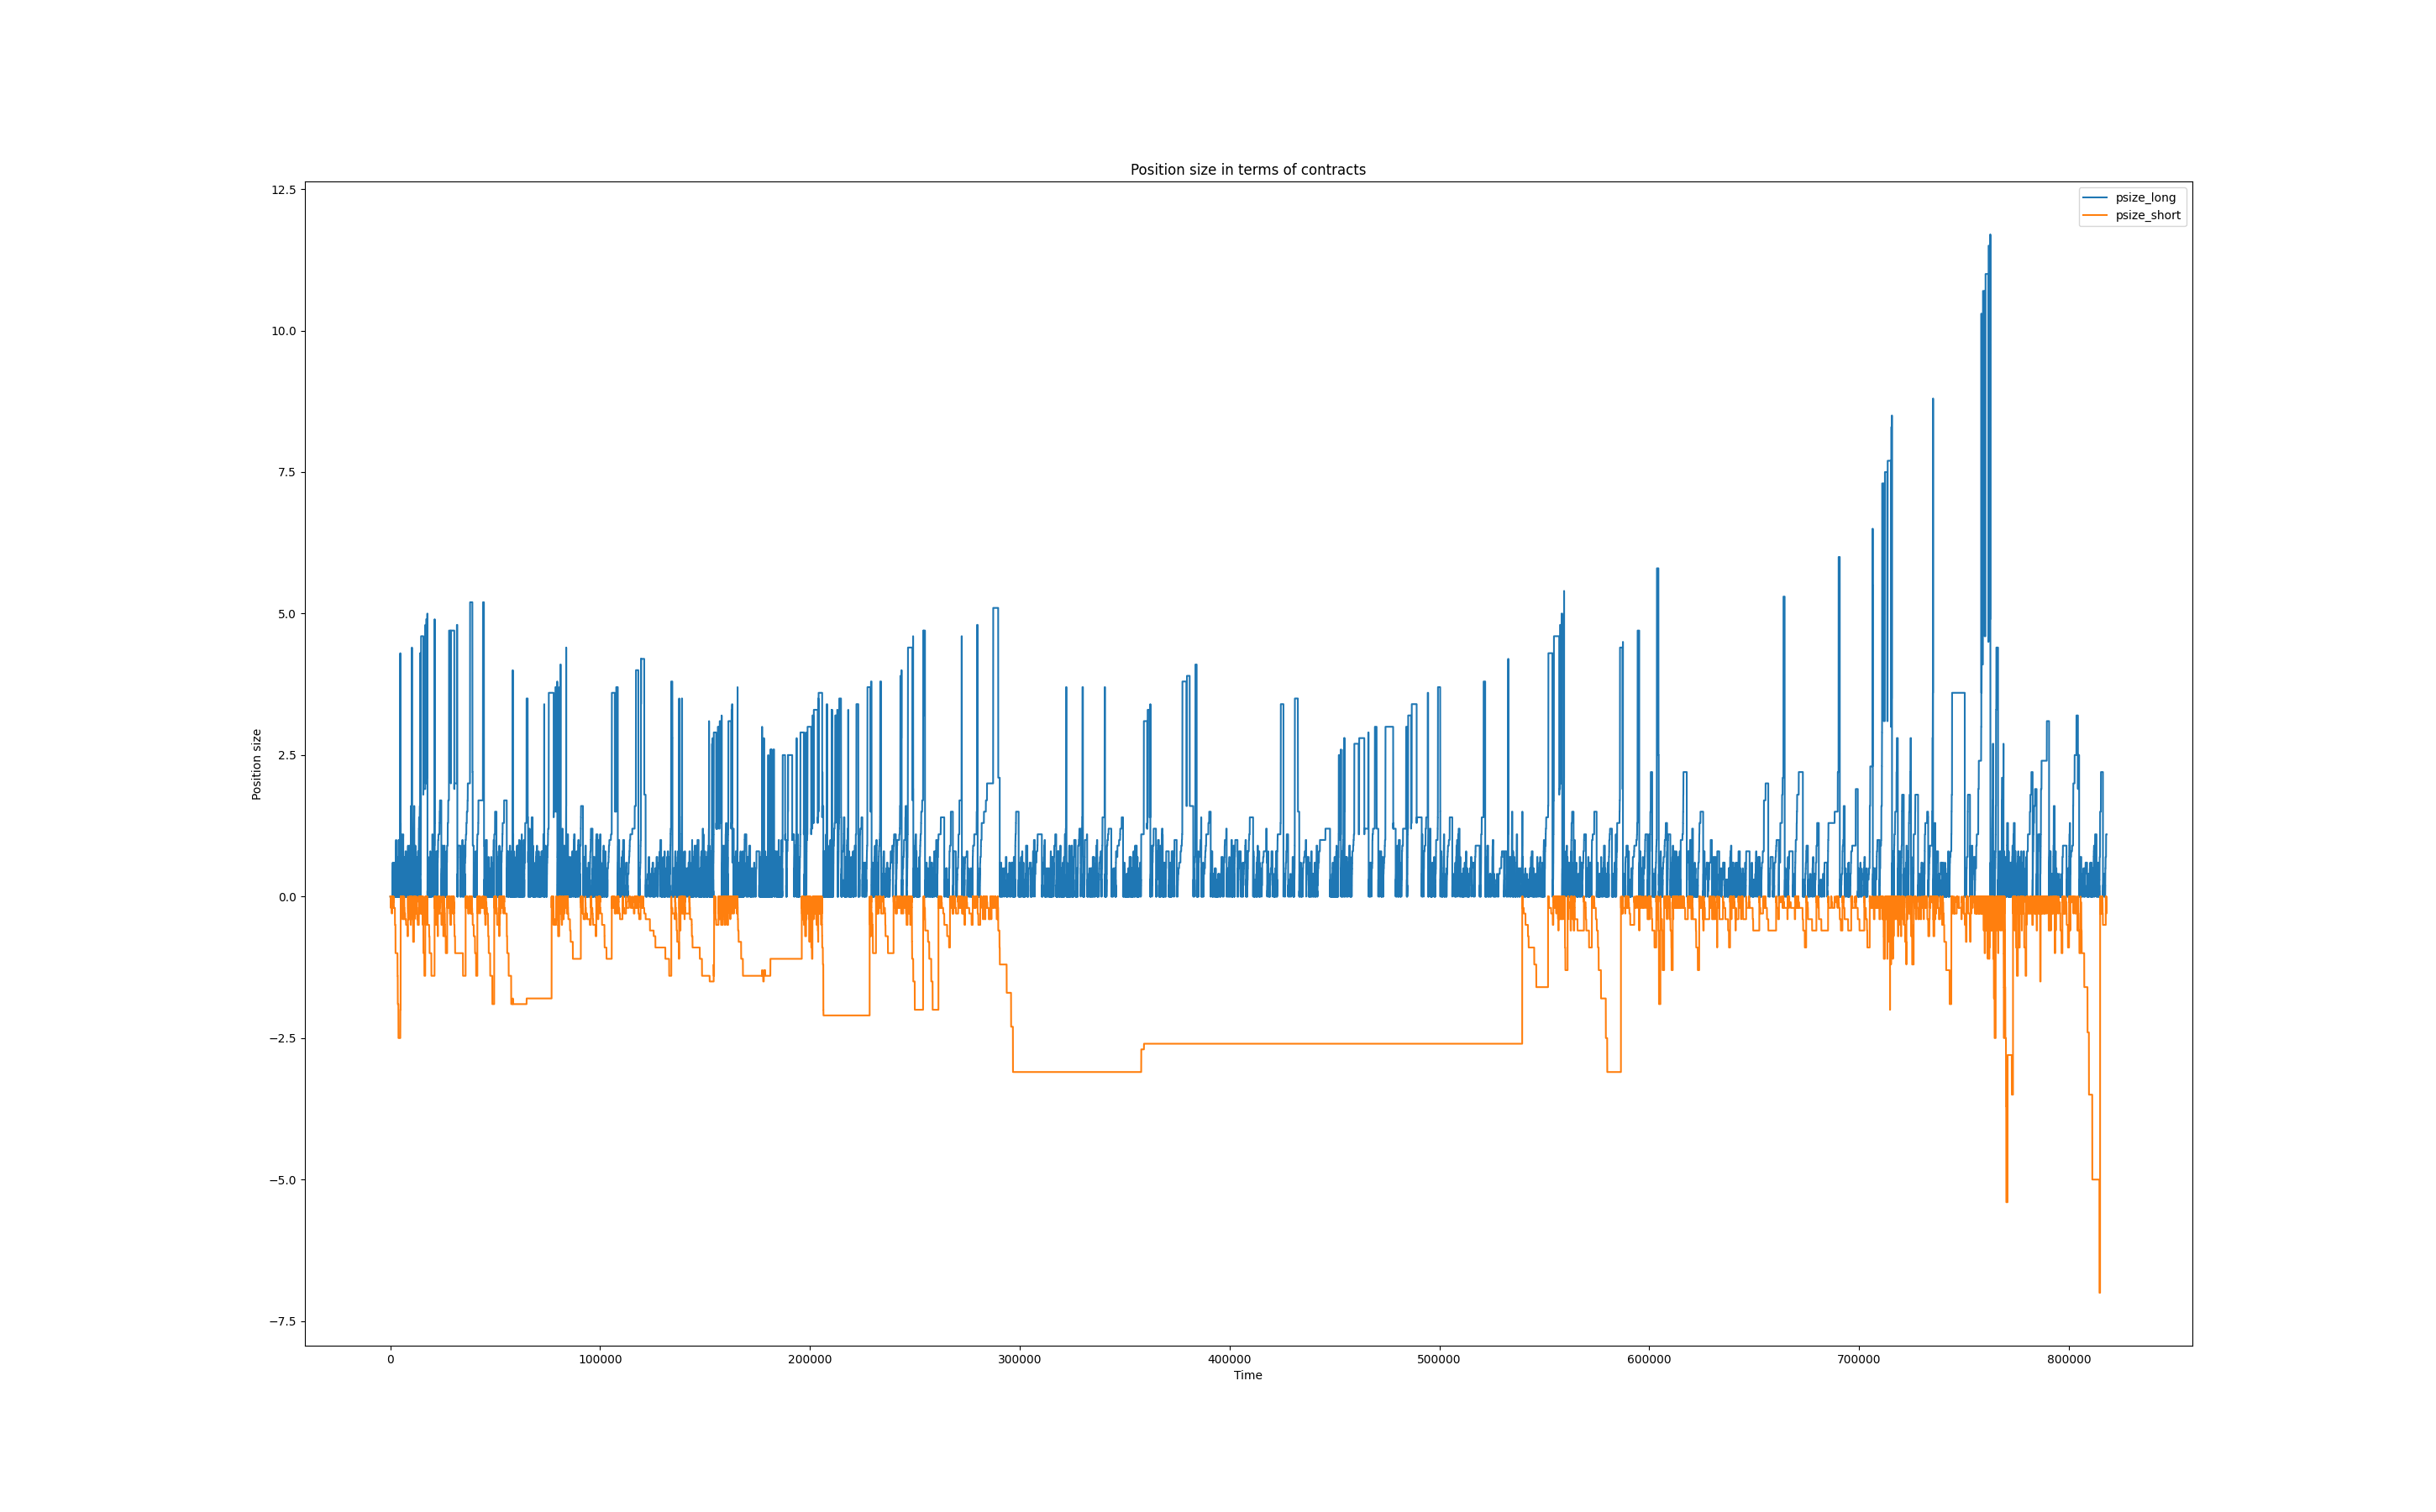 Position size in terms of contracts
psize_long
psize_short
12.5
10.0
7.5
5.0
2.5
0.0
−2.5
−5.0
−7.5
Position size
0 100000 200000 300000 400000 500000 600000 700000 800000
Time